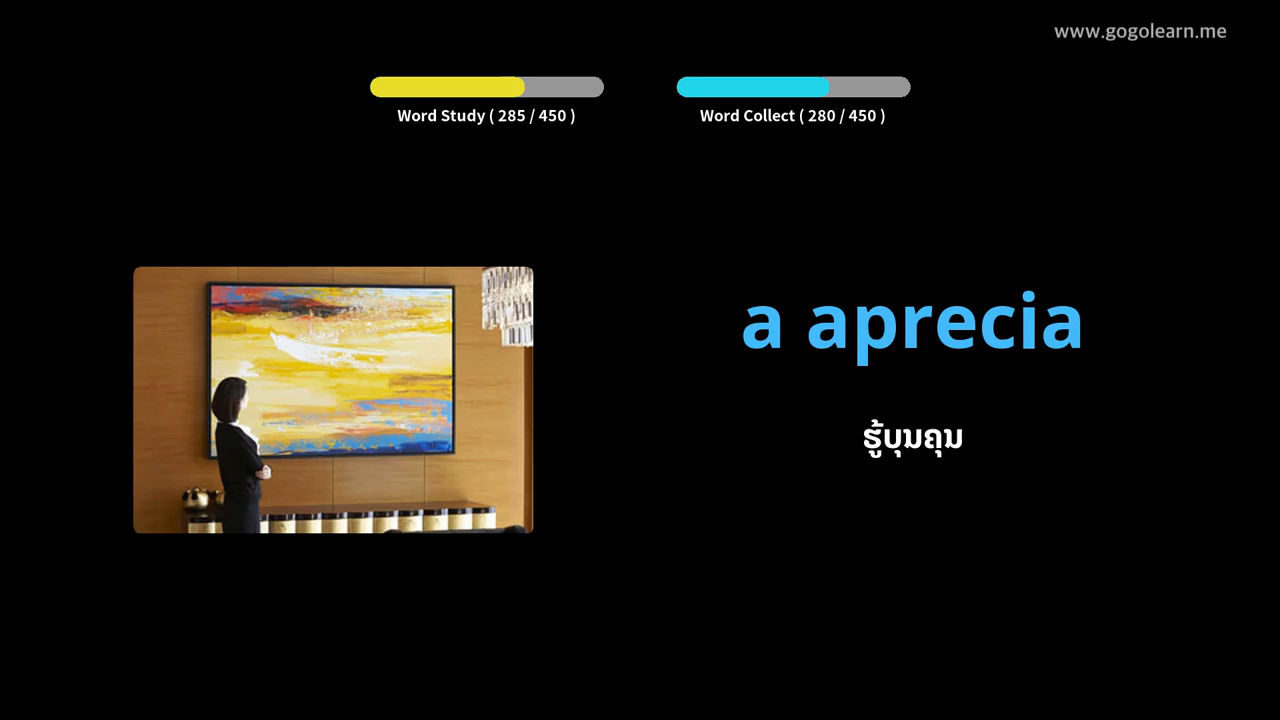 www.gogolearn.me
Word Study ( 285 / 450 )
Word Collect ( 280 / 450 )
a aprecia
ຮູ້ບຸນຄຸນ